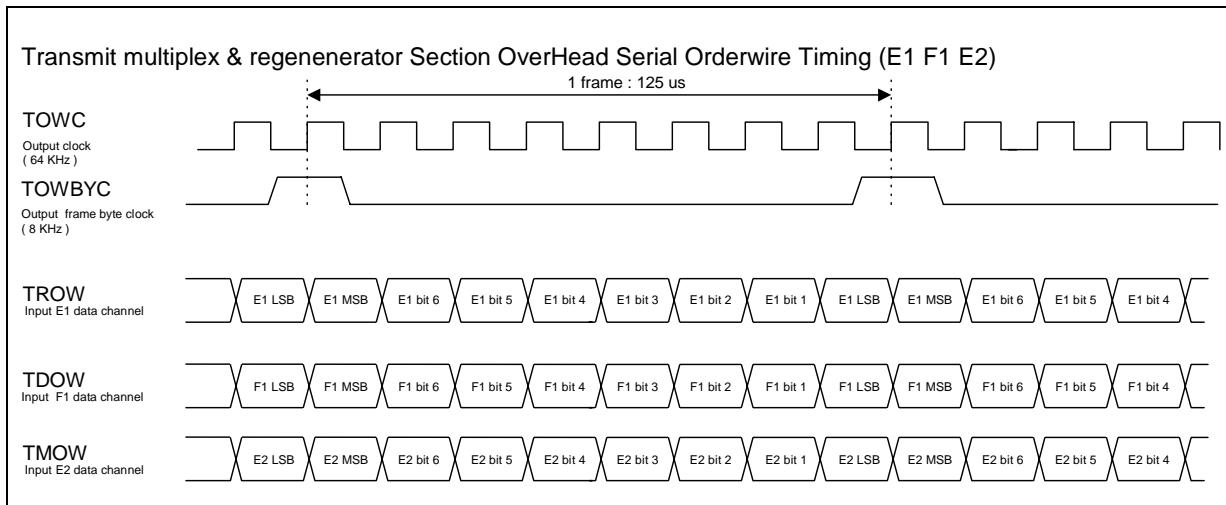 Transmit multiplex & regenenerator Section OverHead Serial Orderwire Timing (E1 F1 E2)
1 frame : 125 us
TOWC
Output clock
( 64 KHz )
TOWBYC
Output frame byte clock
( 8 KHz )
TROW
Input E1 data channel
E1 LSB E1 MSB E1 bit 6 E1 bit 5 E1 bit 4 E1 bit 3 E1 bit 2 E1 bit 1 E1 LSB E1 MSB E1 bit 6 E1 bit 5 E1 bit 4
TDOW
Input F1 data channel
F1 LSB F1 MSB F1 bit 6 F1 bit 5 F1 bit 4 F1 bit 3 F1 bit 2 F1 bit 1 F1 LSB F1 MSB F1 bit 6 F1 bit 5 F1 bit 4
TMOW
Input E2 data channel
E2 LSB E2 MSB E2 bit 6 E2 bit 5 E2 bit 4 E2 bit 3 E2 bit 2 E2 bit 1 E2 LSB E2 MSB E2 bit 6 E2 bit 5 E2 bit 4